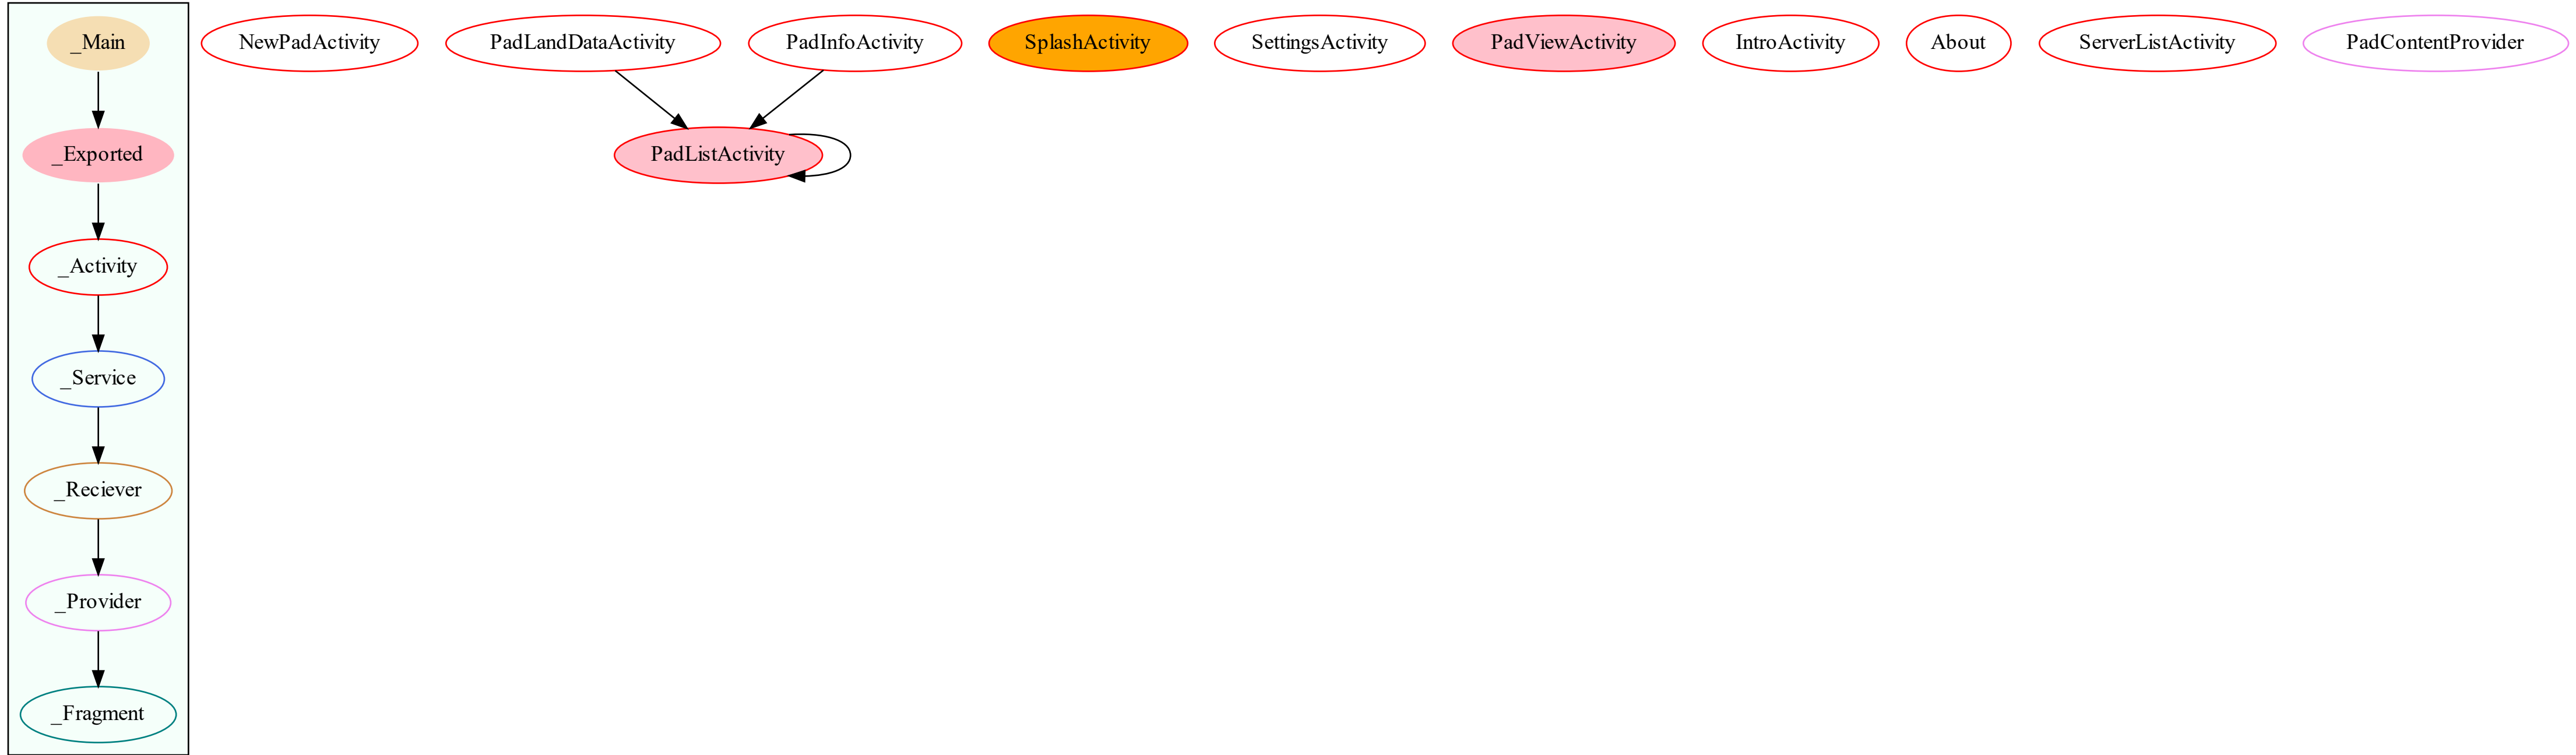 _Main
_Exported
_Activity
_Service
_Reciever
_Provider
_Fragment
NewPadActivity
PadLandDataActivity
PadInfoActivity
SplashActivity
SettingsActivity
PadViewActivity
IntroActivity
About
ServerListActivity
PadContentProvider
PadListActivity